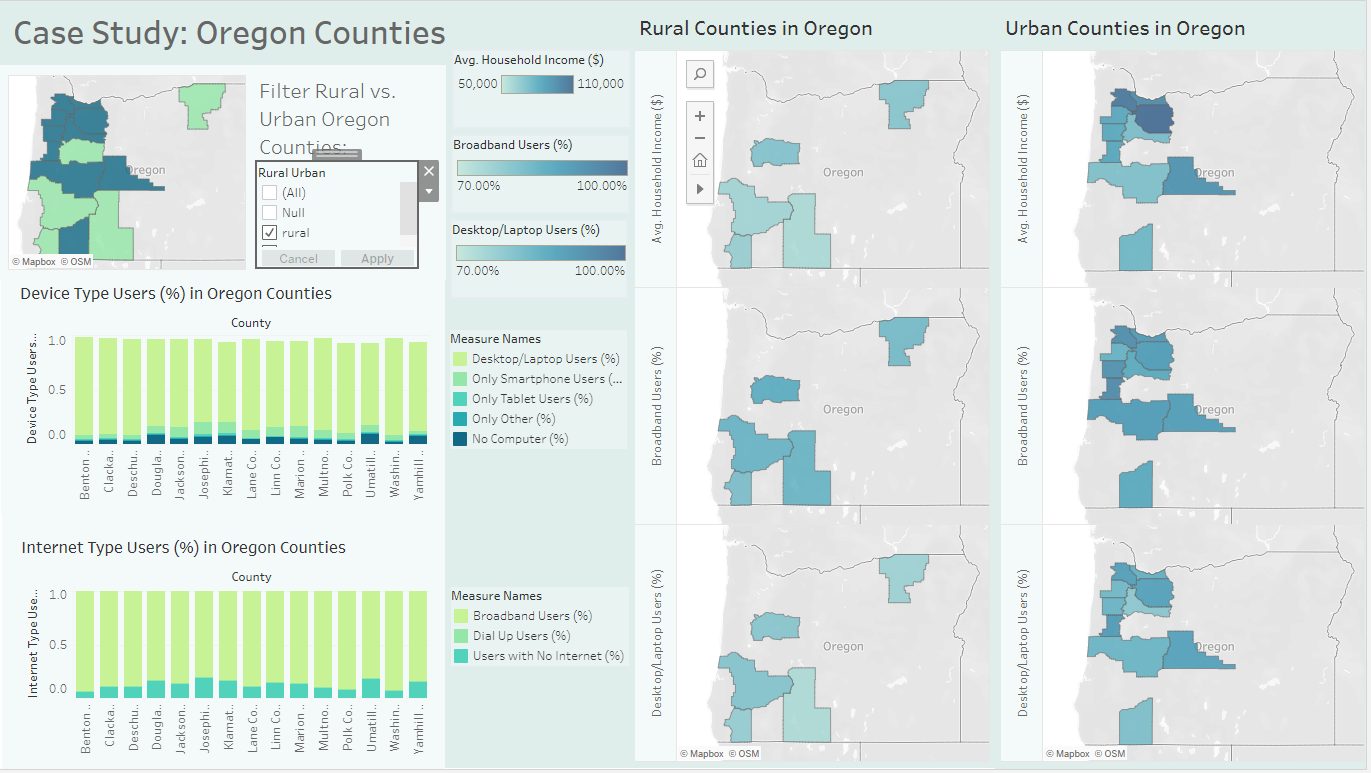 Case Study: Oregon Counties
Oregon
© Mapbox © OSM
Filter Rural vs.
Urban Oregon
Counties:
Rural Urban
(All)
Null
rural
Cancel
Apply
Device Type Users (%) in Oregon Counties
County
Device Type Users...
1.0
0.5
0.0
Benton ..
Clacka..
Deschu..
Dougla..
Jackson..
Josephi..
Klamat..
Lane Co..
Linn Co..
Marion ..
Multno..
Polk Co..
Umatill..
Washin..
Yamhill ..
Internet Type Users (%) in Oregon Counties
County
Internet Type Use...
1.0
0.5
0.0
Benton ..
Clacka..
Deschu..
Dougla..
Jackson..
Josephi..
Klamat..
Lane Co..
Linn Co..
Marion ..
Multno..
Polk Co..
Umatill..
Washin..
Yamhill ..
Avg. Household Income ($)
50,000
110,000
Broadband Users (%)
70.00%
100.00%
Desktop/Laptop Users (%)
70.00%
100.00%
Measure Names
Desktop/Laptop Users (%)
Only Smartphone Users (...
Only Tablet Users (%)
Only Other (%)
No Computer (%)
Measure Names
Broadband Users (%)
Dial Up Users (%)
Users with No Internet (%)
Rural Counties in Oregon
Avg. Household Income ($)
Oregon
Broadband Users (%)
Oregon
Desktop/Laptop Users (%)
Oregon
© Mapbox © OSM
Urban Counties in Oregon
Avg. Household Income ($)
Oregon
Broadband Users (%)
Oregon
Desktop/Laptop Users (%)
Oregon
© Mapbox © OSM